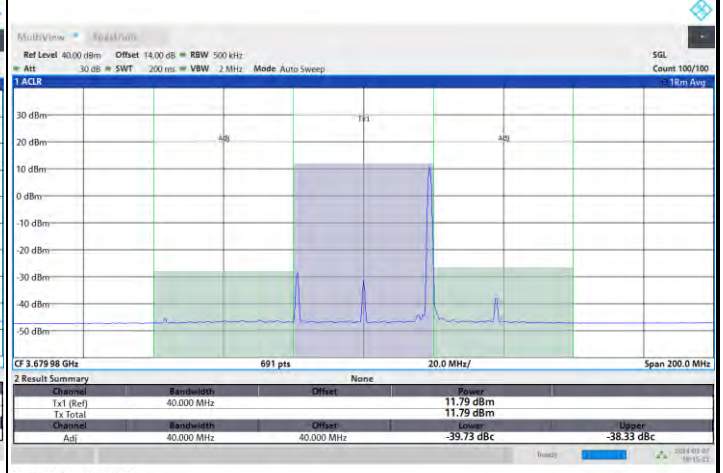 MultiView Spectrum
Ref Level 40.00 dBm Offset 14.00 dB RBW 500 kHz SGL
Att 30 dB SWT 200 ms VBW 2 MHz Mode Auto Sweep Count 100/100
1 ACLR 1Rm Avg
30 dBm
Tx1
20 dBm
Adj Adj
10 dBm
0 dBm
-10 dBm
-20 dBm
-30 dBm
-40 dBm
-50 dBm
CF 3.679 98 GHz 691 pts 20.0 MHz/ Span 200.0 MHz
2 Result Summary None
Channel Bandwidth Offset Power
Tx1 (Ref) 40.000 MHz 11.79 dBm
Tx Total 11.79 dBm
Channel Bandwidth Offset Lower Upper
Adj 40.000 MHz 40.000 MHz -39.73 dBc -38.33 dBc
Ready